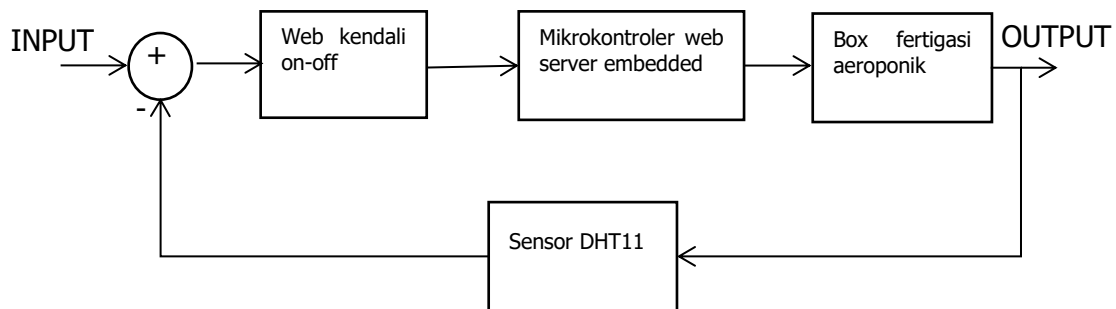 INPUT
+
-
Web kendali
on-off
Mikrokontroler web
server embedded
Box fertigasi
aeroponik
OUTPUT
Sensor DHT11